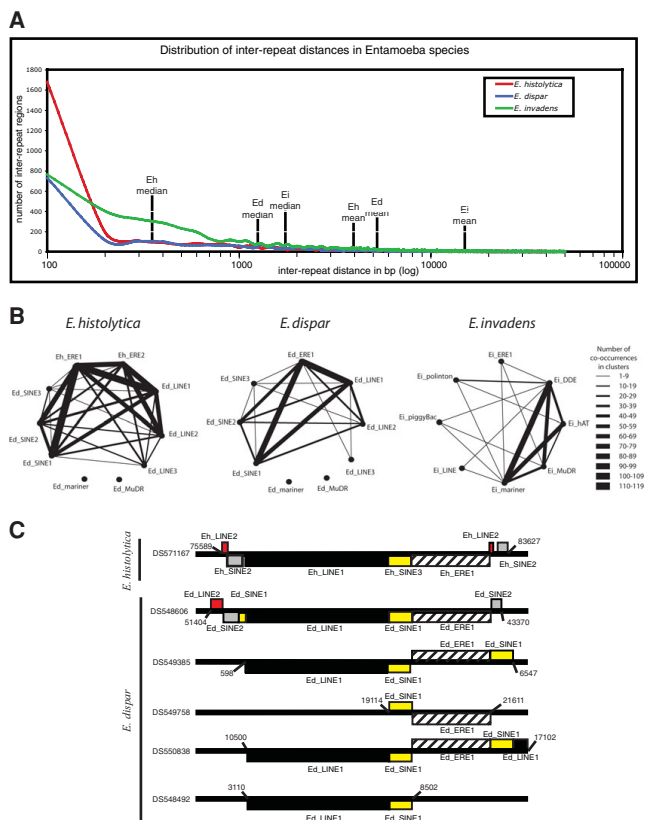 A
Distribution of inter-repeat distances in Entamoeba species
number of inter-repeat regions
1800
1600
1400
1200
1000
800
600
400
200
0
E. histolytica
E. dispar
E. invadens
Eh
median
Ed
median
Ei
median
Eh
mean
Ed
mean
Ei
mean
100
1000
10000
100000
inter-repeat distance in bp (log)
B
E. histolytica
E. dispar
E. invadens
Eh_ERE1
Eh_ERE2
Ed_SINE3
Ed_LINE1
Ed_SINE2
Ed_LINE2
Ed_SINE1
Ed_LINE3
Ed_mariner
Ed_MuDR
Ed_ERE1
Ed_SINE3
Ed_LINE1
Ed_SINE2
Ed_LINE2
Ed_SINE1
Ed_LINE3
Ed_mariner
Ed_MuDR
Ei_ERE1
Ei_polinton
Ei_DDE
Ei_piggyBac
Ei_hAT
Ei_LINE
Ei_MuDR
Ei_mariner
Number of
co-occurrences
in clusters
1-9
10-19
20-29
30-39
40-49
50-59
60-69
70-79
80-89
90-99
100-109
110-119
C
E. histolytica
Eh_LINE2
Eh_LINE2
75589
83627
DS571167
Eh_SINE2
Eh_LINE1
Eh_SINE3
Eh_ERE1
Eh_SINE2
E. dispar
Ed_LINE2
Ed_SINE1
Ed_SINE2
DS548606
51404
43370
Ed_SINE2
Ed_LINE1
Ed_SINE1
Ed_ERE1
Ed_ERE1
Ed_SINE1
DS549385
598
6547
Ed_LINE1
Ed_SINE1
Ed_SINE1
19114
21611
DS549758
Ed_ERE1
10500
Ed_ERE1
Ed_SINE1
17102
DS550838
Ed_LINE1
Ed_SINE1
Ed_LINE1
3110
8502
DS548492
Ed_LINE1
Ed_SINE1